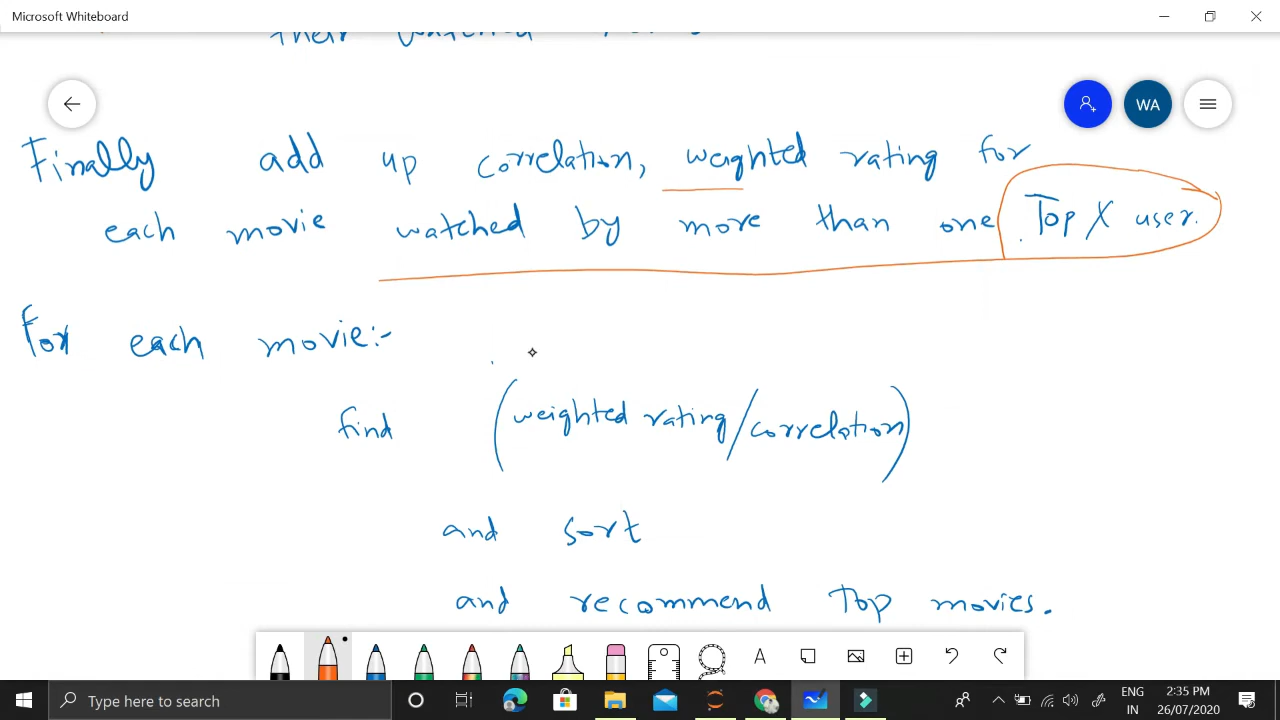 Microsoft Whiteboard
their watched
WA
Finally add up correlation, weighted rating for
each movie watched by more than one Top X user.
For each movie:-
find (weighted rating/correlation)
and sort
and recommend Top movies.
A
Type here to search
ENG
IN
2:35 PM
26/07/2020